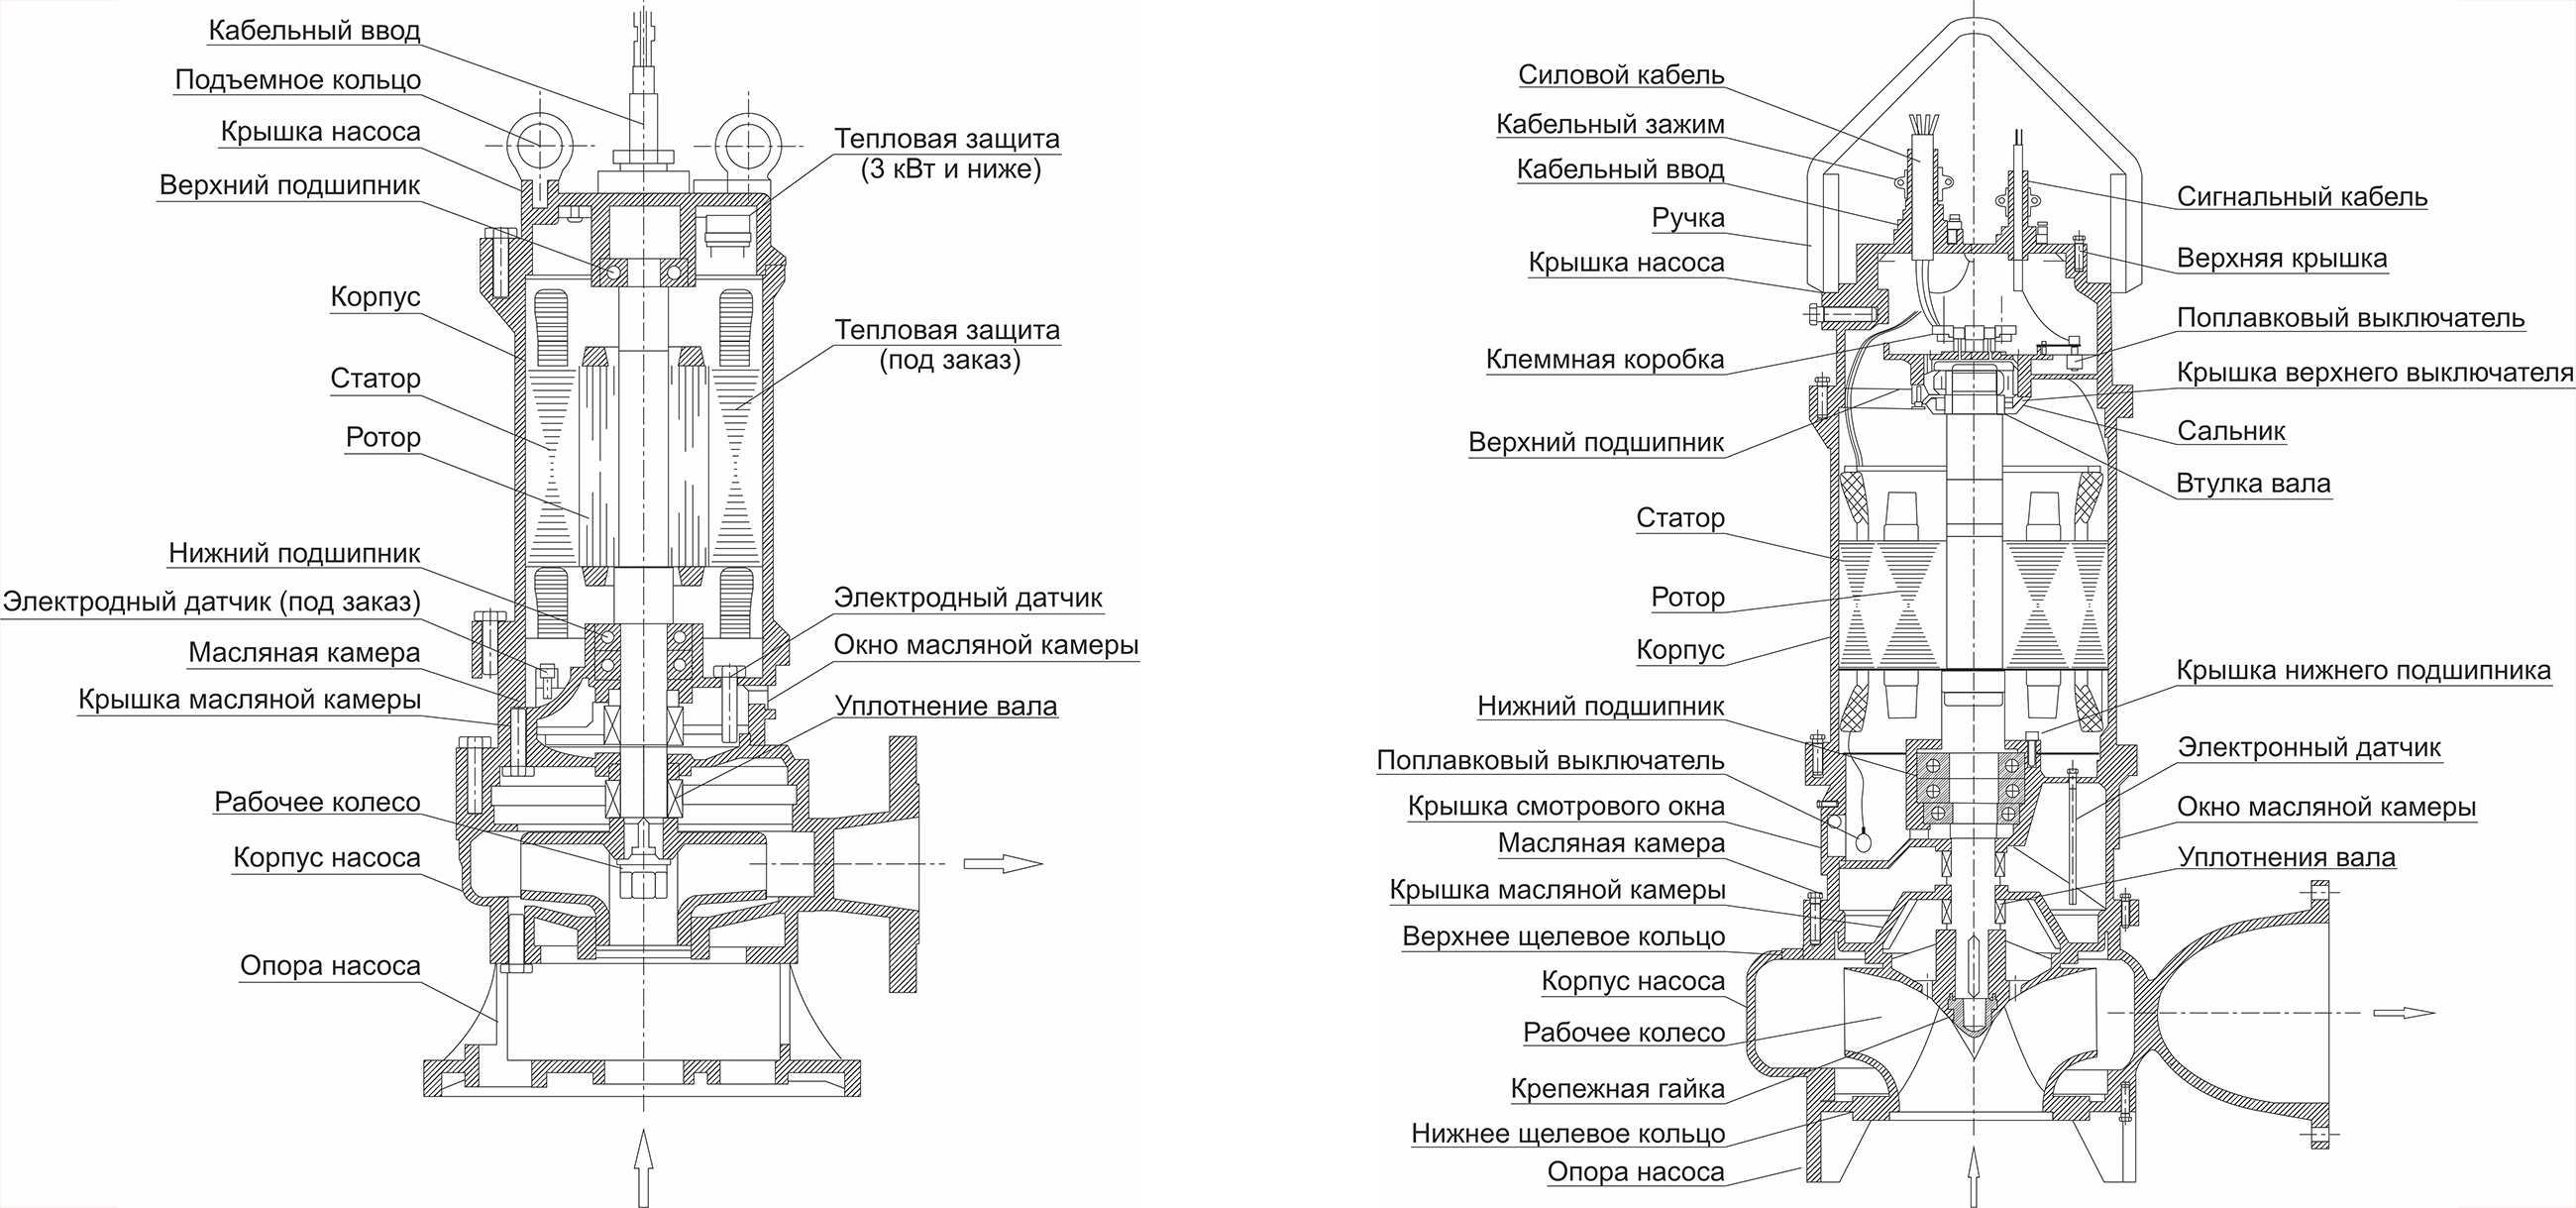 Кабельный ввод
Подъемное кольцо
Крышка насоса
Верхний подшипник
Корпус
Статор
Ротор
Нижний подшипник
Электродный датчик (под заказ)
Масляная камера
Крышка масляной камеры
Рабочее колесо
Корпус насоса
Опора насоса
Тепловая защита
(3 кВт и ниже)
Тепловая защита
(под заказ)
Электродный датчик
Окно масляной камеры
Уплотнение вала
Силовой кабель
Кабельный зажим
Кабельный ввод
Ручка
Крышка насоса
Клеммная коробка
Верхний подшипник
Статор
Ротор
Корпус
Нижний подшипник
Поплавковый выключатель
Крышка смотрового окна
Масляная камера
Крышка масляной камеры
Верхнее щелевое кольцо
Корпус насоса
Рабочее колесо
Крепежная гайка
Нижнее щелевое кольцо
Опора насоса
Сигнальный кабель
Верхняя крышка
Поплавковый выключатель
Крышка верхнего выключателя
Сальник
Втулка вала
Крышка нижнего подшипника
Электронный датчик
Окно масляной камеры
Уплотнения вала